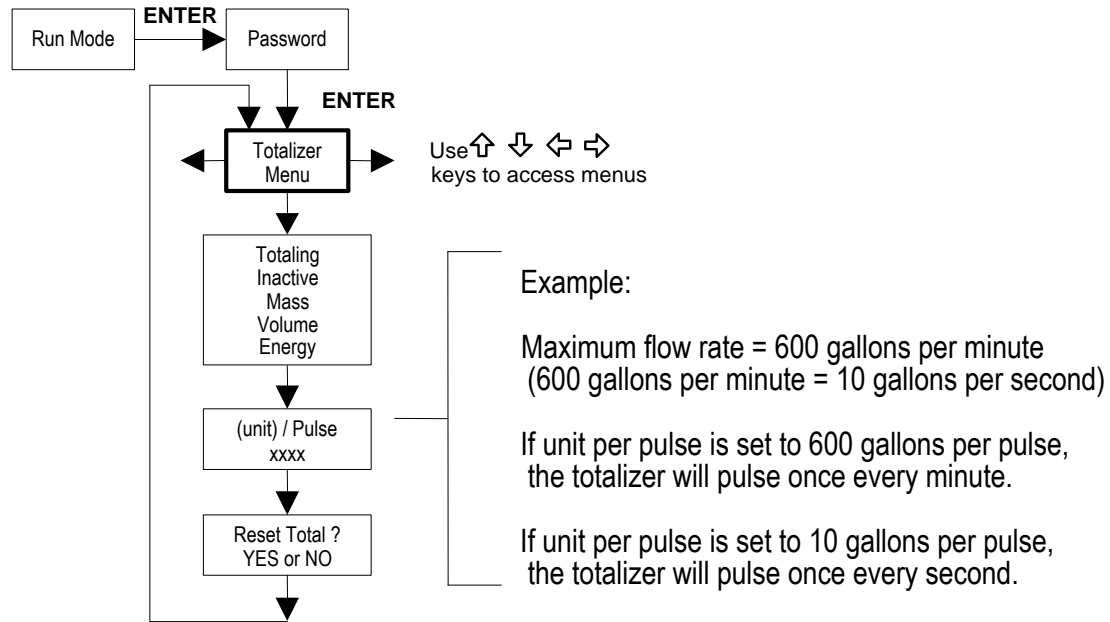 Run Mode
ENTER
Password
ENTER
Totalizer
Menu
Use
keys to access menus
Totaling
Inactive
Mass
Volume
Energy
(unit) / Pulse
xxxx
Reset Total ?
YES or NO
Example:
Maximum flow rate = 600 gallons per minute
(600 gallons per minute = 10 gallons per second)
If unit per pulse is set to 600 gallons per pulse,
the totalizer will pulse once every minute.
If unit per pulse is set to 10 gallons per pulse,
the totalizer will pulse once every second.